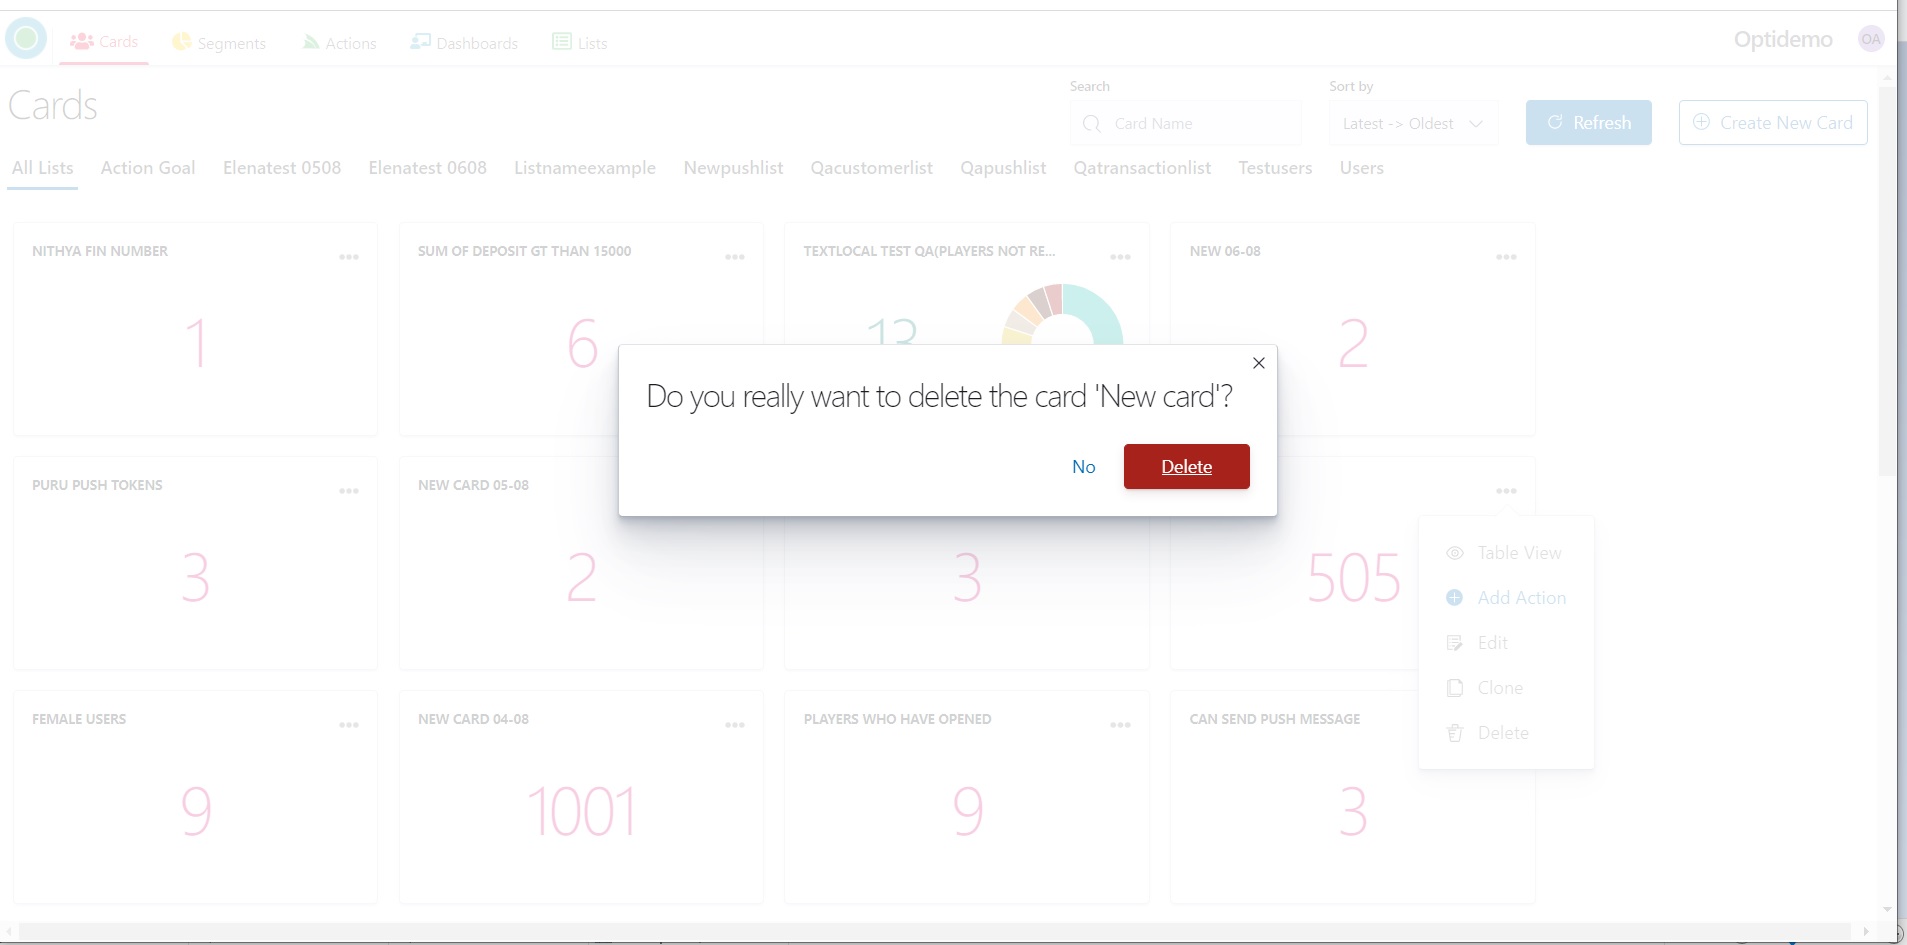 Cards
Segments
Actions
Dashboards
Lists
Optidemo
OA
Cards
Search
Card Name
Sort by
Latest -> Oldest
Refresh
Create New Card
All Lists
Action Goal
Elenatest 0508
Elenatest 0608
Listnameexample
Newpushlist
Qacustomerlist
Qapushlist
Qatransactionlist
Testusers
Users
NITHYA FIN NUMBER
1
SUM OF DEPOSIT GT THAN 15000
6
TEXTLOCAL TEST QA(PLAYERS NOT RE...
13
NEW 06-08
2
Do you really want to delete the card 'New card'?
No
Delete
PURU PUSH TOKENS
3
NEW CARD 05-08
2
3
505
Table View
Add Action
Edit
Clone
Delete
FEMALE USERS
9
NEW CARD 04-08
1001
PLAYERS WHO HAVE OPENED
9
CAN SEND PUSH MESSAGE
3